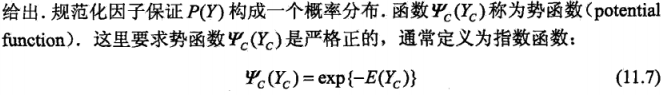 给出. 规范化因子保证 P(Y) 构成一个概率分布. 函数 Ψ_C(Y_C) 称为势函数(potential
function). 这里要求势函数 Ψ_C(Y_C) 是严格正的，通常定义为指数函数：
Ψ_C(Y_C) = exp{−E(Y_C)} (11.7)